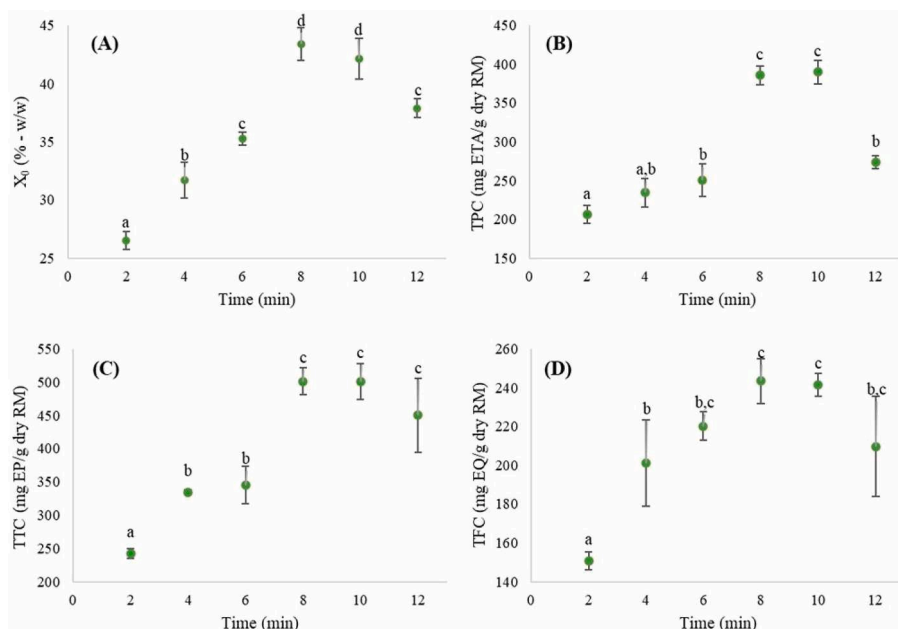 (A)
X₀ (% - w/w)
45
40
35
30
25
a
b
c
d
d
c
0 2 4 6 8 10 12
Time (min)
(B)
TPC (mg ETA/g dry RM)
450
400
350
300
250
200
150
a
a,b
b
c
c
b
0 2 4 6 8 10 12
Time (min)
(C)
TTC (mg EP/g dry RM)
550
500
450
400
350
300
250
200
a
b
b
c
c
c
0 2 4 6 8 10 12
Time (min)
(D)
TFC (mg EQ/g dry RM)
260
240
220
200
180
160
140
a
b
b,c
c
c
b,c
0 2 4 6 8 10 12
Time (min)